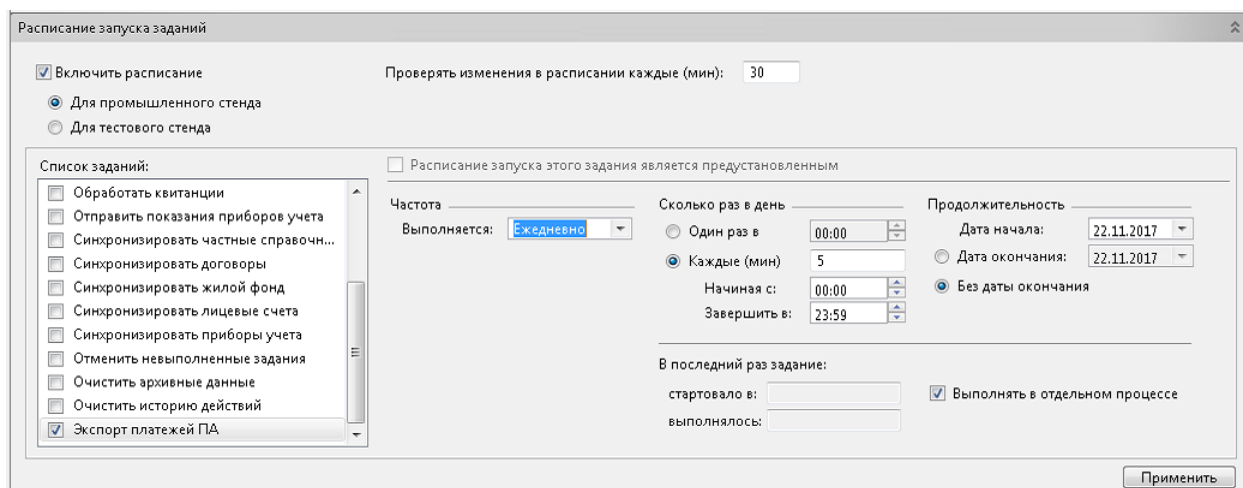 Расписание запуска заданий
Включить расписание
Проверять изменения в расписании каждые (мин): 30
Для промышленного стенда
Для тестового стенда
Список заданий:
Обработать квитанции
Отправить показания приборов учета
Синхронизировать частные справочн...
Синхронизировать договоры
Синхронизировать жилой фонд
Синхронизировать лицевые счета
Синхронизировать приборы учета
Отменить невыполненные задания
Очистить архивные данные
Очистить историю действий
Экспорт платежей ПА
Расписание запуска этого задания является предустановленным
Частота
Выполняется: Ежедневно
Сколько раз в день
Один раз в 00:00
Каждые (мин) 5
Начиная с: 00:00
Завершить в: 23:59
Продолжительность
Дата начала: 22.11.2017
Дата окончания: 22.11.2017
Без даты окончания
В последний раз задание:
стартовало в:
выполнялось:
Выполнять в отдельном процессе
Применить